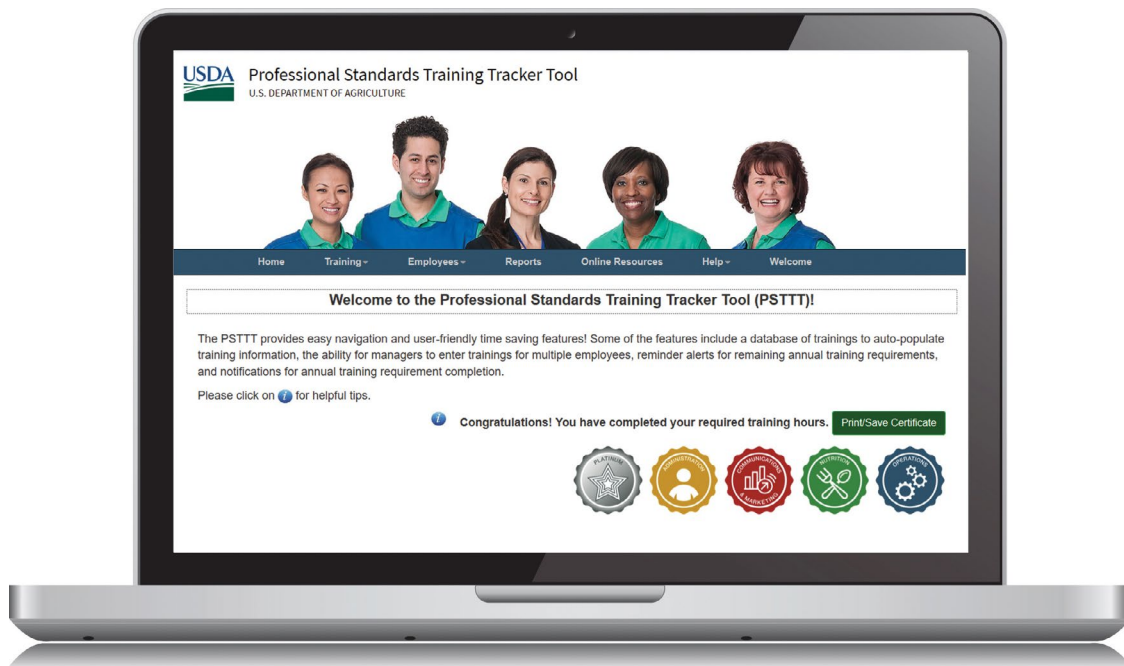 USDA
Professional Standards Training Tracker Tool
U.S. DEPARTMENT OF AGRICULTURE
Home Training Employees Reports Online Resources Help Welcome
Welcome to the Professional Standards Training Tracker Tool (PSTTT)!
The PSTTT provides easy navigation and user-friendly time saving features! Some of the features include a database of trainings to auto-populate
training information, the ability for managers to enter trainings for multiple employees, reminder alerts for remaining annual training requirements,
and notifications for annual training requirement completion.
Please click on i for helpful tips.
i Congratulations! You have completed your required training hours. Print/Save Certificate
PLATINUM
ADMINISTRATION
COMMUNICATIONS
& MARKETING
NUTRITION
OPERATIONS